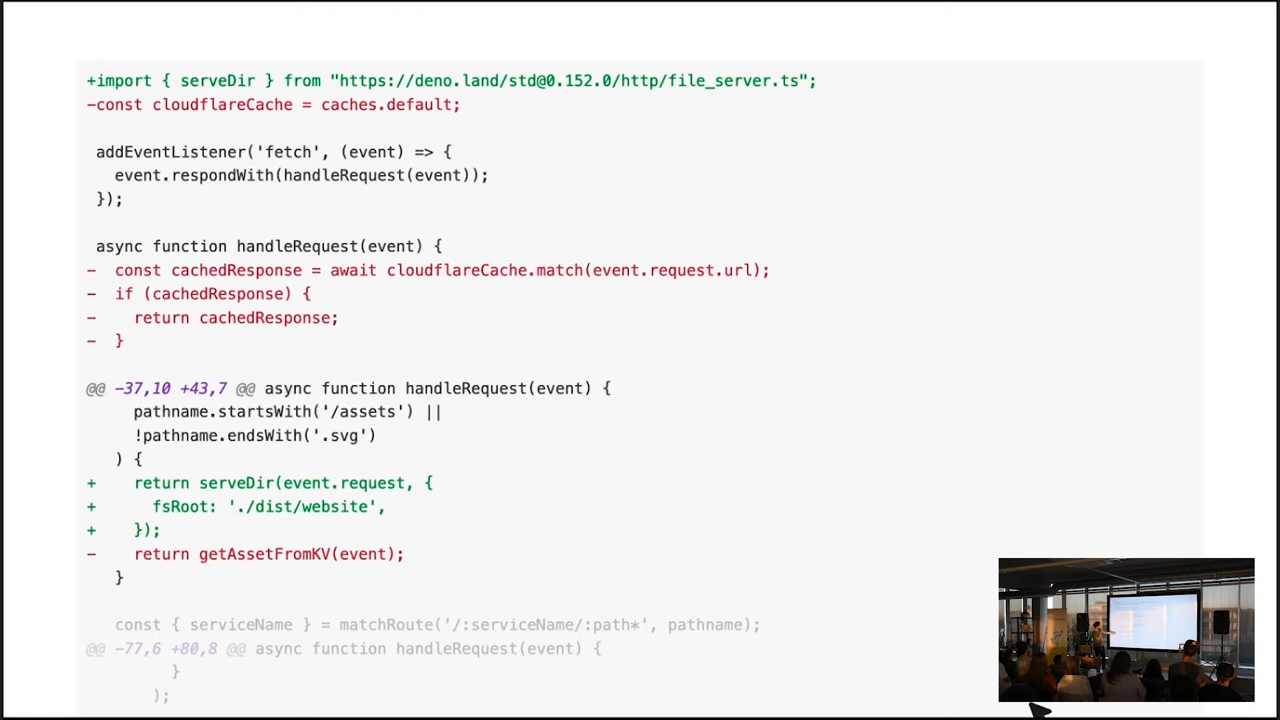 +import { serveDir } from "https://deno.land/std@0.152.0/http/file_server.ts";
-const cloudflareCache = caches.default;
addEventListener('fetch', (event) => {
event.respondWith(handleRequest(event));
});
async function handleRequest(event) {
- const cachedResponse = await cloudflareCache.match(event.request.url);
- if (cachedResponse) {
- return cachedResponse;
- }
@@ -37,10 +43,7 @@ async function handleRequest(event) {
pathname.startsWith('/assets') ||
!pathname.endsWith('.svg')
) {
+ return serveDir(event.request, {
+ fsRoot: './dist/website',
+ });
- return getAssetFromKV(event);
}
const { serviceName } = matchRoute('/:serviceName/:path*', pathname);
@@ -77,6 +80,8 @@ async function handleRequest(event) {
}
);